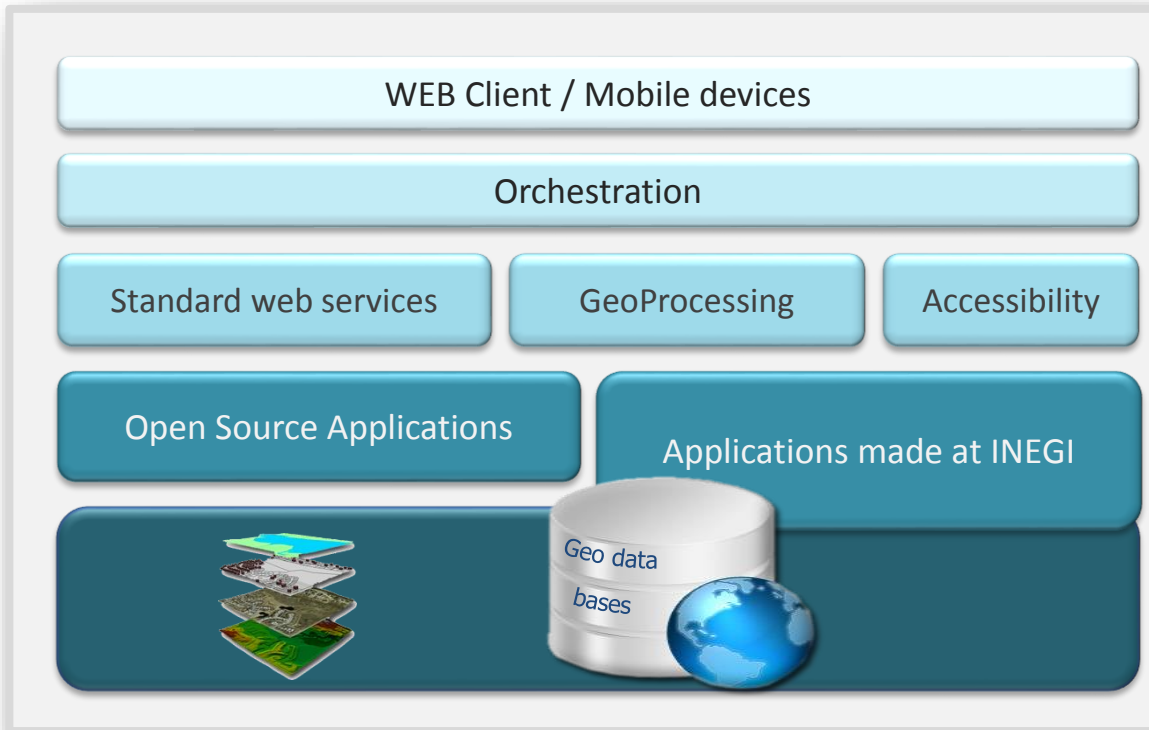 WEB Client / Mobile devices
Orchestration
Standard web services
GeoProcessing
Accessibility
Open Source Applications
Applications made at INEGI
Geo data
bases